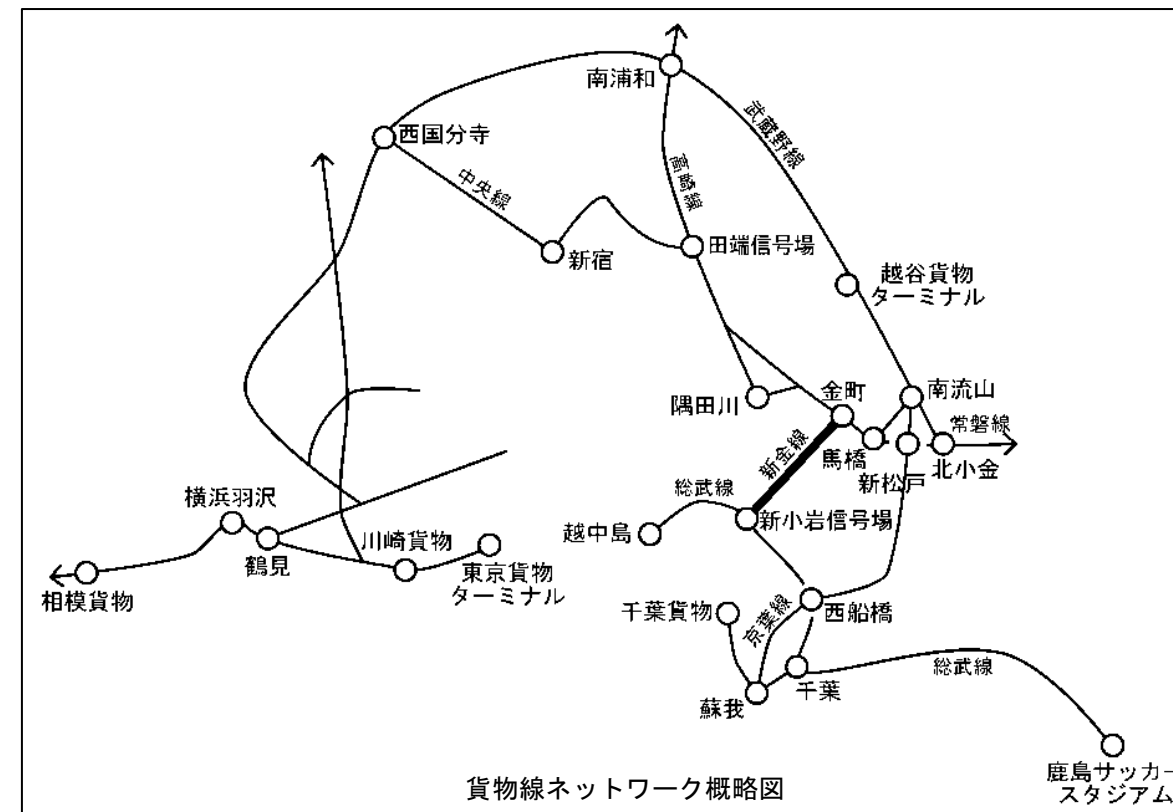 南浦和
西国分寺
武蔵野線
中央線
高崎線
新宿
田端信号場
越谷貨物
ターミナル
隅田川
金町
南流山
常磐線
馬橋
新松戸
北小金
新金線
横浜羽沢
総武線
越中島
新小岩信号場
鶴見
川崎貨物
東京貨物
ターミナル
相模貨物
千葉貨物
京葉線
西船橋
蘇我
千葉
総武線
鹿島サッカー
スタジアム
貨物線ネットワーク概略図